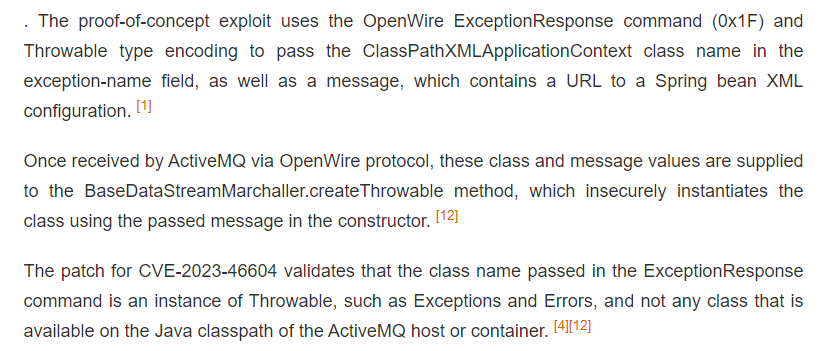 . The proof-of-concept exploit uses the OpenWire ExceptionResponse command (0x1F) and
Throwable type encoding to pass the ClassPathXMLApplicationContext class name in the
exception-name field, as well as a message, which contains a URL to a Spring bean XML
configuration. [1]
Once received by ActiveMQ via OpenWire protocol, these class and message values are supplied
to the BaseDataStreamMarchaller.createThrowable method, which insecurely instantiates the
class using the passed message in the constructor. [12]
The patch for CVE-2023-46604 validates that the class name passed in the ExceptionResponse
command is an instance of Throwable, such as Exceptions and Errors, and not any class that is
available on the Java classpath of the ActiveMQ host or container. [4][12]